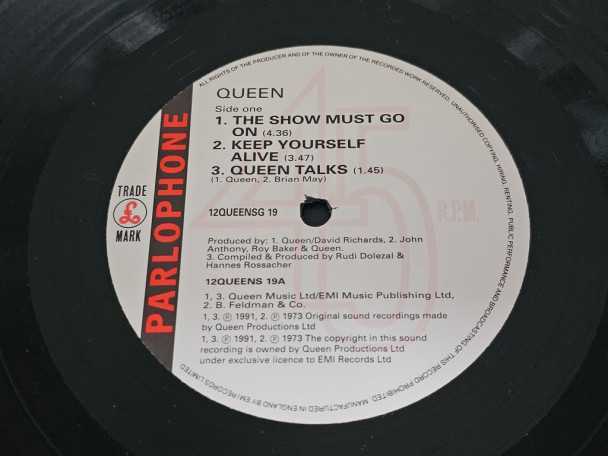 ALL RIGHTS OF THE PRODUCER AND OF THE OWNER OF THE RECORDED WORK RESERVED. UNAUTHORISED COPYING, HIRING, RENTING, PUBLIC PERFORMANCE AND BROADCASTING OF THIS RECORD PROHIBITED. MANUFACTURED IN ENGLAND BY EMI RECORDS LIMITED
QUEEN
Side one
1. THE SHOW MUST GO
ON (4.36)
2. KEEP YOURSELF
ALIVE (3.47)
3. QUEEN TALKS (1.45)
(1. Queen, 2. Brian May)
45
R.P.M.
TRADE
£
MARK
PARLOPHONE
12QUEENSG 19
Produced by: 1. Queen/David Richards, 2. John
Anthony, Roy Baker & Queen.
3. Compiled & Produced by Rudi Dolezal &
Hannes Rossacher
12QUEENS 19A
1, 3. Queen Music Ltd/EMI Music Publishing Ltd,
2. B. Feldman & Co.
1, 3. ℗ 1991, 2. ℗ 1973 Original sound recordings made
by Queen Productions Ltd
1, 3. ℗ 1991, 2. ℗ 1973 The copyright in this sound
recording is owned by Queen Productions Ltd
under exclusive licence to EMI Records Ltd